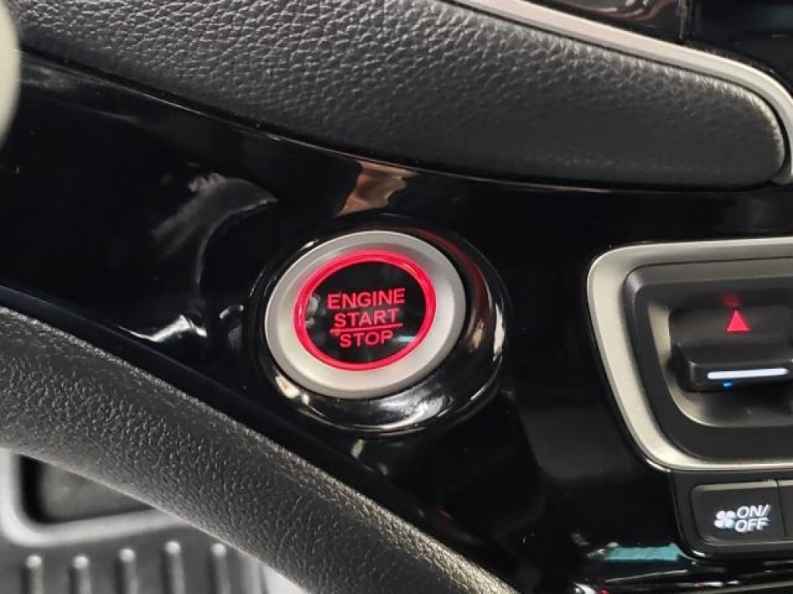 ENGINE
START
STOP
ON/
OFF